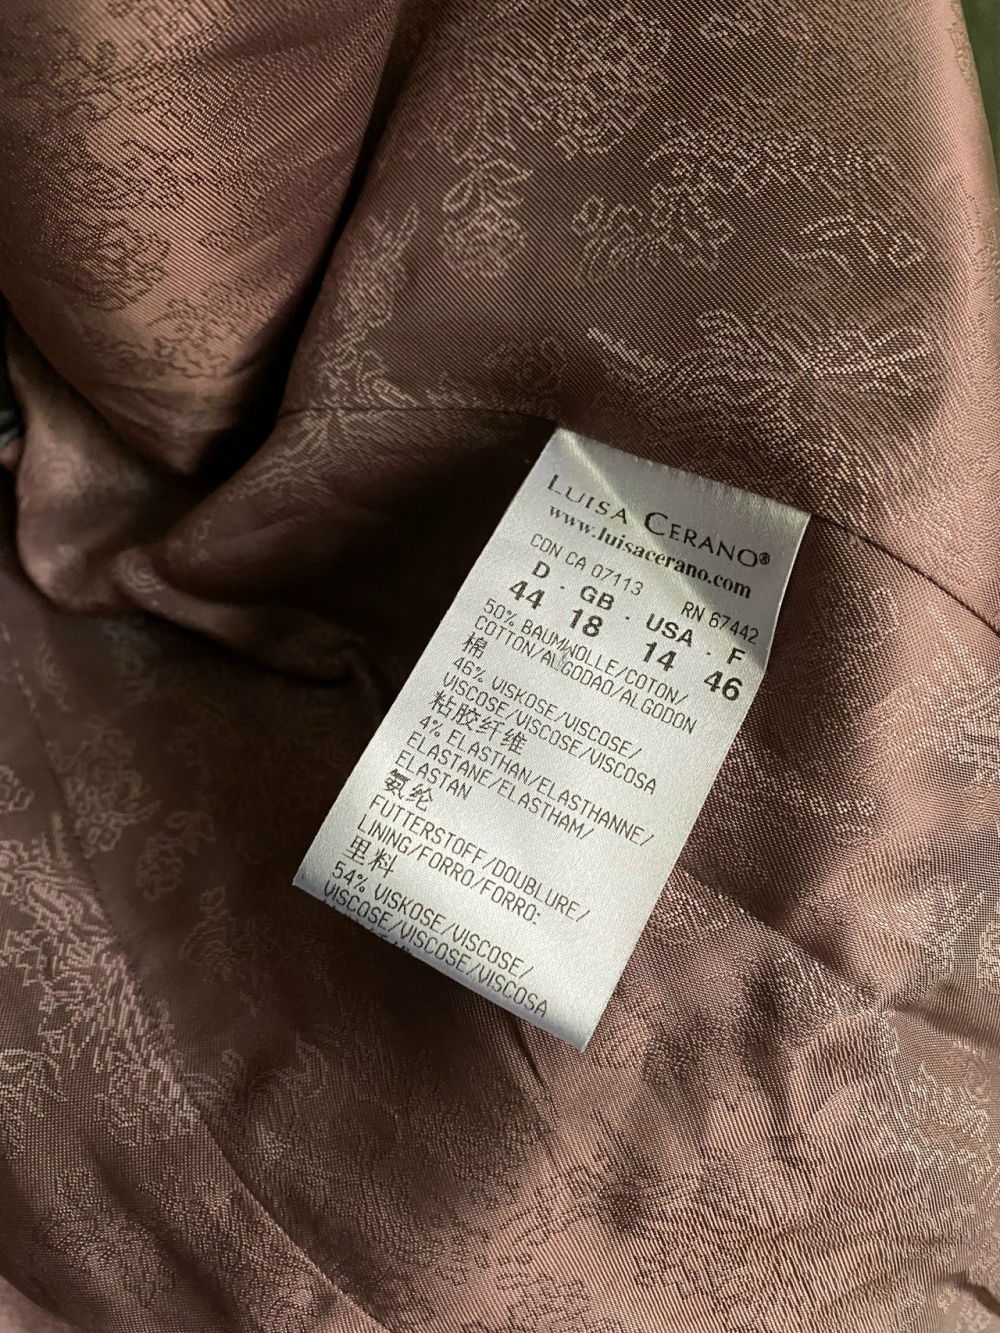 LUISA CERANO®
www.luisacerano.com
CDN CA 07113 RN 67442
D · GB · USA · F
44 18 14 46
50% BAUMWOLLE/COTON/
COTTON/ALGODAO/ALGODON
棉
46% VISKOSE/VISCOSE/
VISCOSE/VISCOSE/VISCOSA
粘胶纤维
4% ELASTHAN/ELASTHANNE/
ELASTANE/ELASTHAM/
ELASTAN
氨纶
FUTTERSTOFF/DOUBLURE/
LINING/FORRO/FORRO:
里料
54% VISKOSE/VISCOSE/
VISCOSE/VISCOSE/VISCOSA